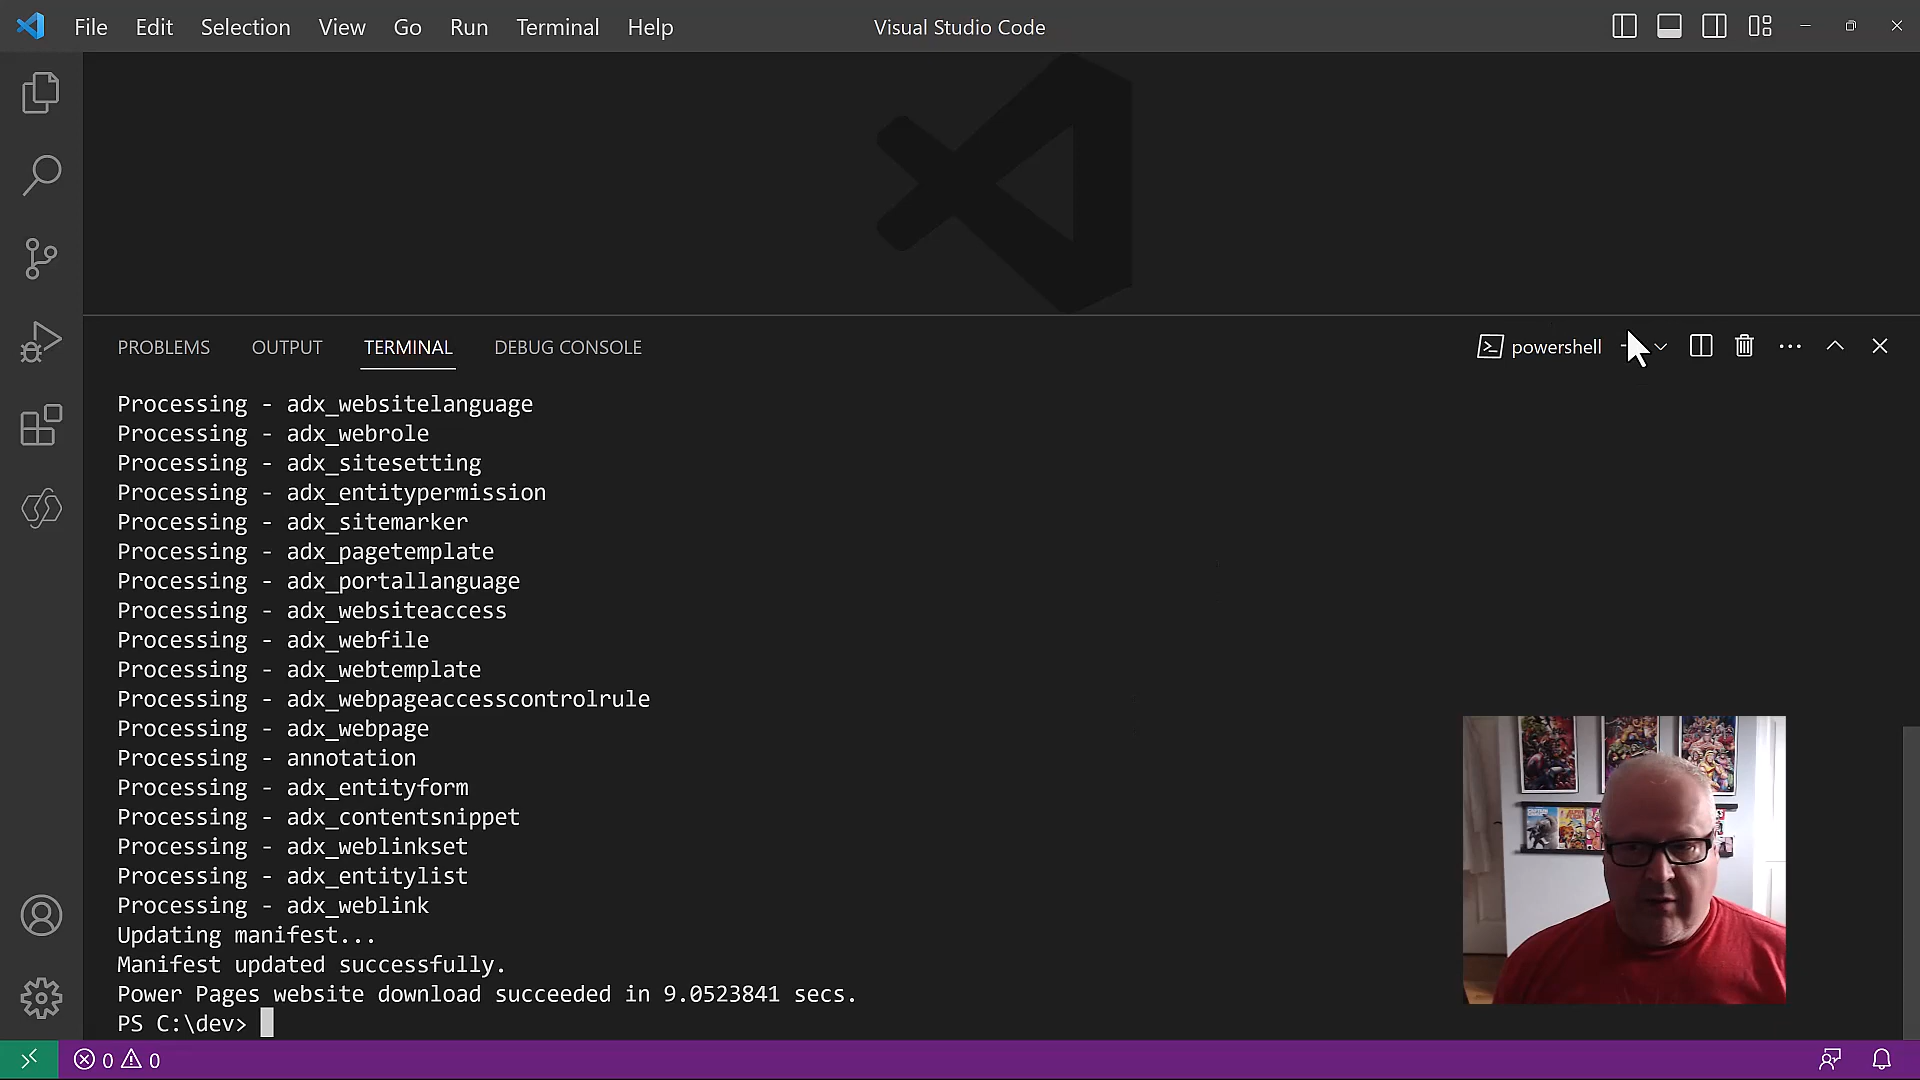 File Edit Selection View Go Run Terminal Help Visual Studio Code
PROBLEMS OUTPUT TERMINAL DEBUG CONSOLE powershell
Processing - adx_websitelanguage
Processing - adx_webrole
Processing - adx_sitesetting
Processing - adx_entitypermission
Processing - adx_sitemarker
Processing - adx_pagetemplate
Processing - adx_portallanguage
Processing - adx_websiteaccess
Processing - adx_webfile
Processing - adx_webtemplate
Processing - adx_webpageaccesscontrolrule
Processing - adx_webpage
Processing - annotation
Processing - adx_entityform
Processing - adx_contentsnippet
Processing - adx_weblinkset
Processing - adx_entitylist
Processing - adx_weblink
Updating manifest...
Manifest updated successfully.
Power Pages website download succeeded in 9.0523841 secs.
PS C:\dev>
0 0